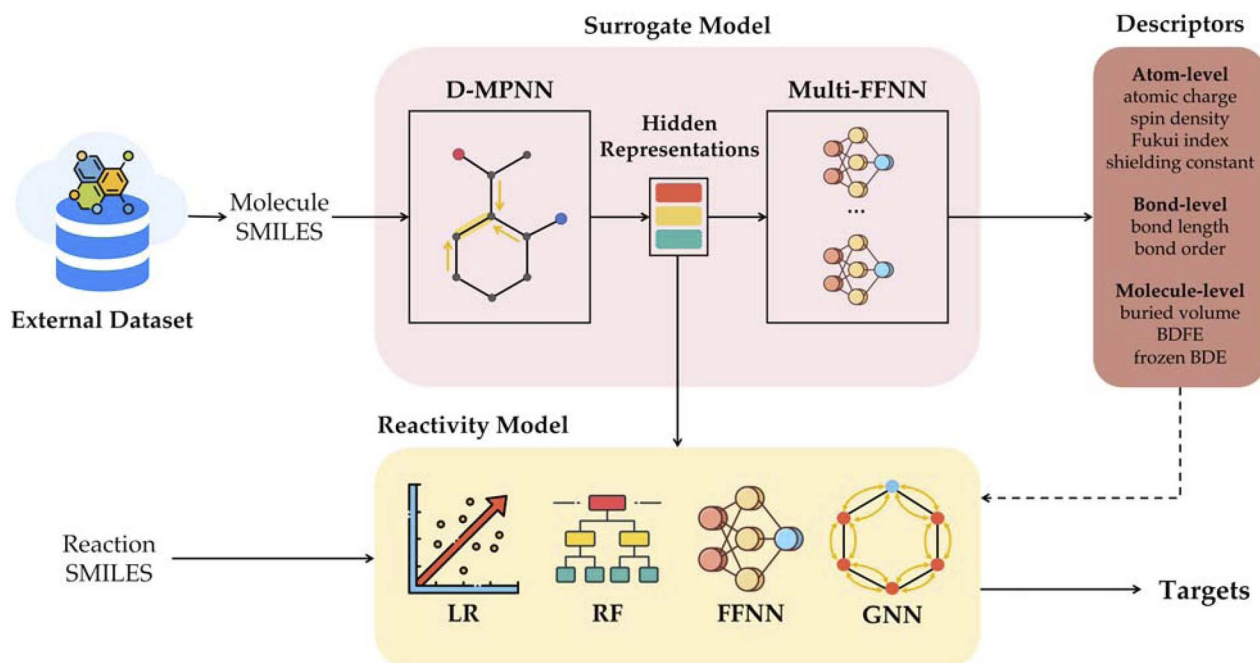 Surrogate Model
Descriptors
D-MPNN
Hidden
Representations
Multi-FFNN
...
Atom-level
atomic charge
spin density
Fukui index
shielding constant
Bond-level
bond length
bond order
Molecule-level
buried volume
BDFE
frozen BDE
Molecule
SMILES
External Dataset
Reactivity Model
Reaction
SMILES
LR
RF
FFNN
GNN
Targets